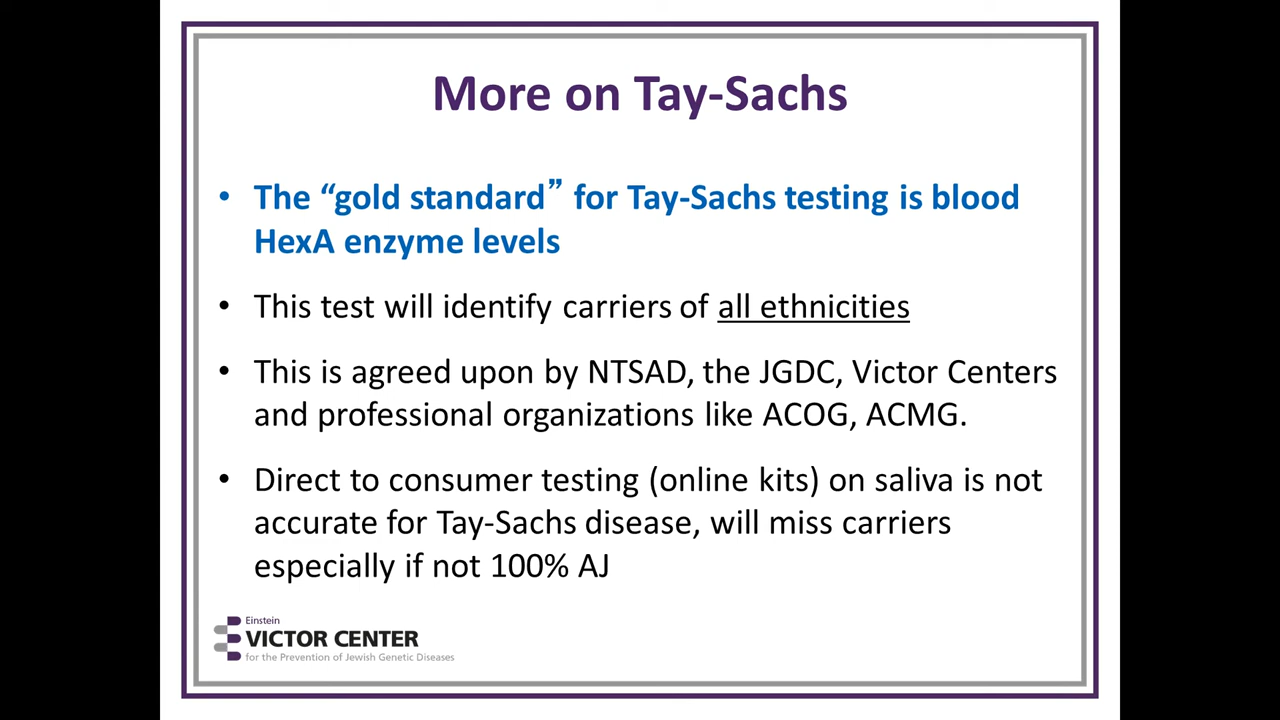 More on Tay-Sachs
• The “gold standard” for Tay-Sachs testing is blood
HexA enzyme levels
• This test will identify carriers of all ethnicities
• This is agreed upon by NTSAD, the JGDC, Victor Centers
and professional organizations like ACOG, ACMG.
• Direct to consumer testing (online kits) on saliva is not
accurate for Tay-Sachs disease, will miss carriers
especially if not 100% AJ
Einstein
VICTOR CENTER
for the Prevention of Jewish Genetic Diseases